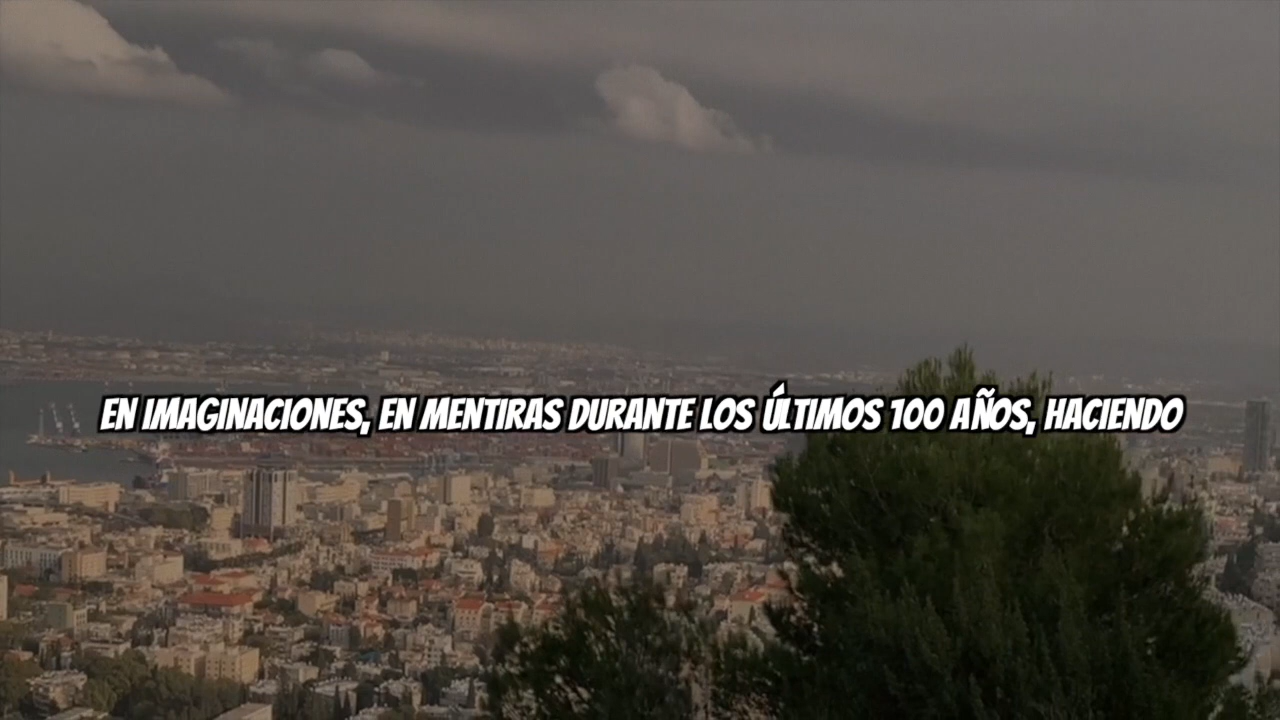 EN IMAGINACIONES, EN MENTIRAS DURANTE LOS ÚLTIMOS 100 AÑOS, HACIENDO